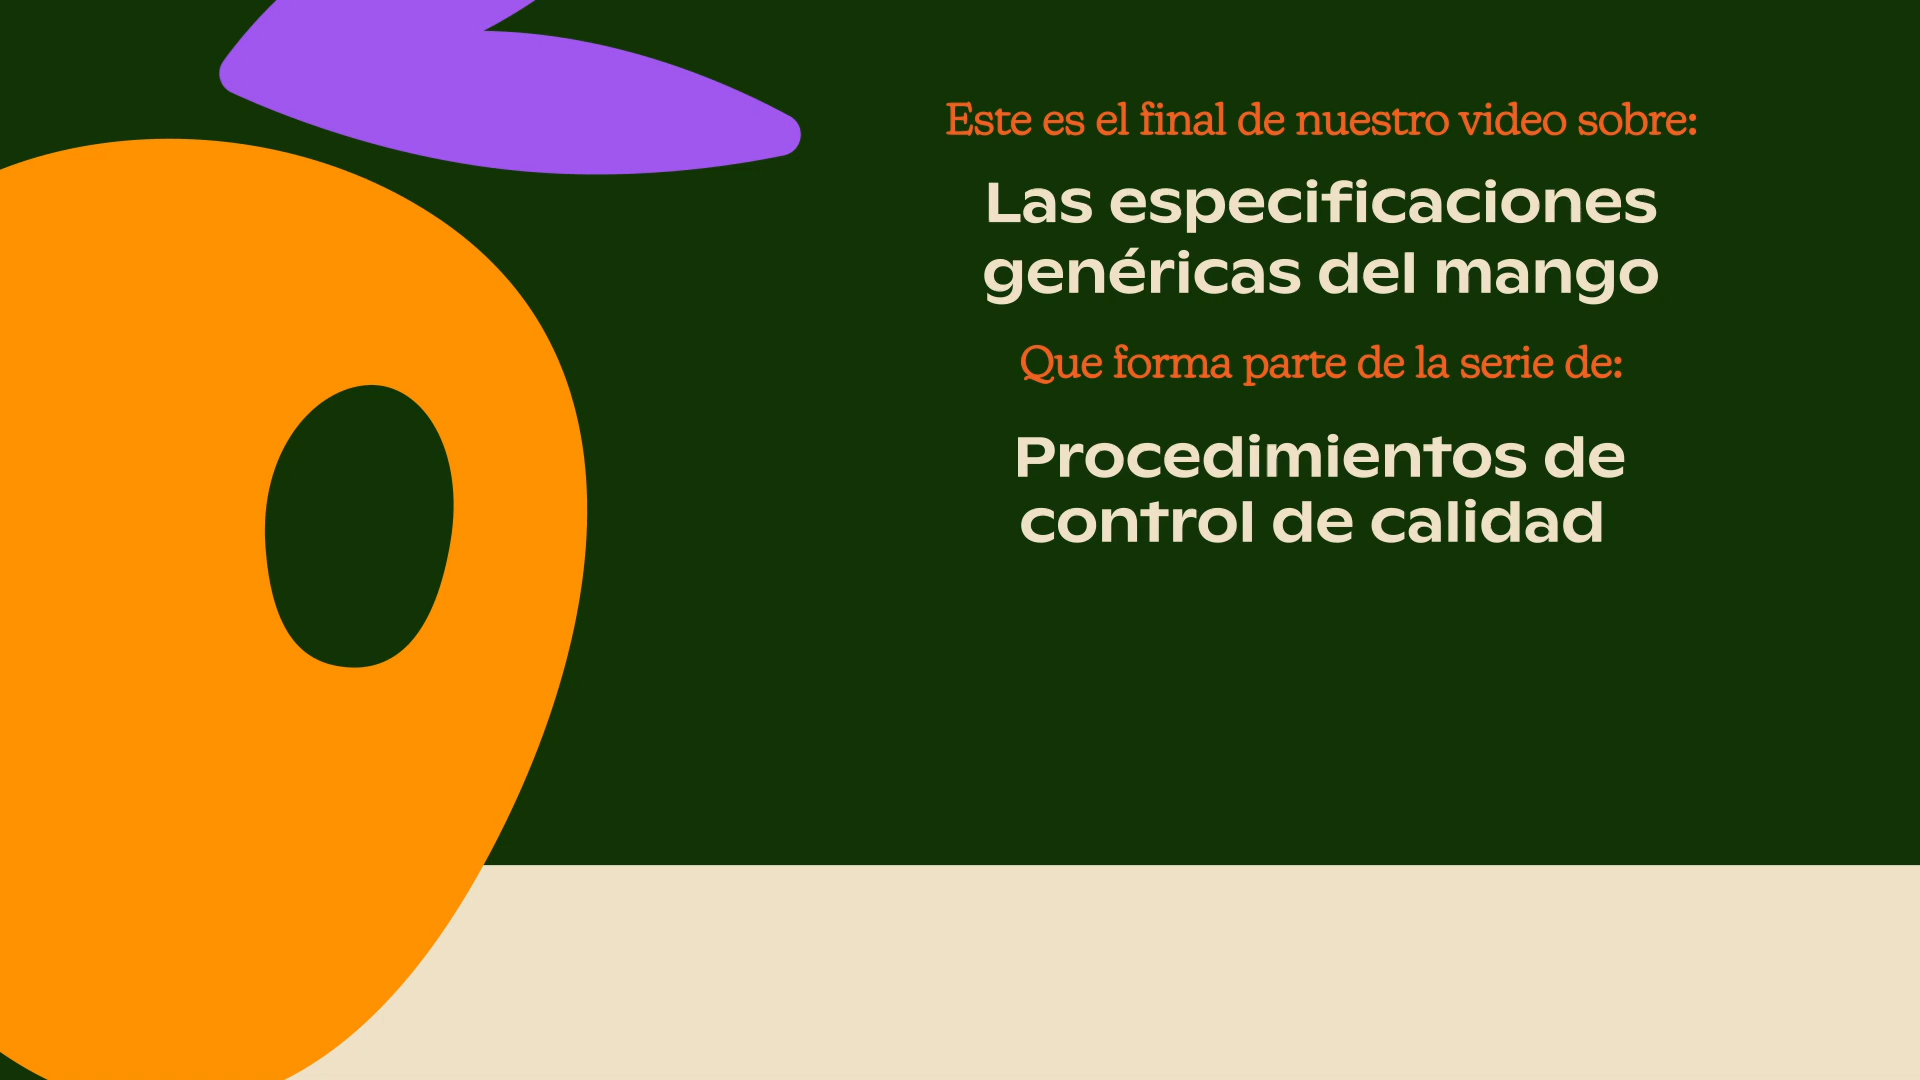 Este es el final de nuestro video sobre:
Las especificaciones
genéricas del mango
Que forma parte de la serie de:
Procedimientos de
control de calidad